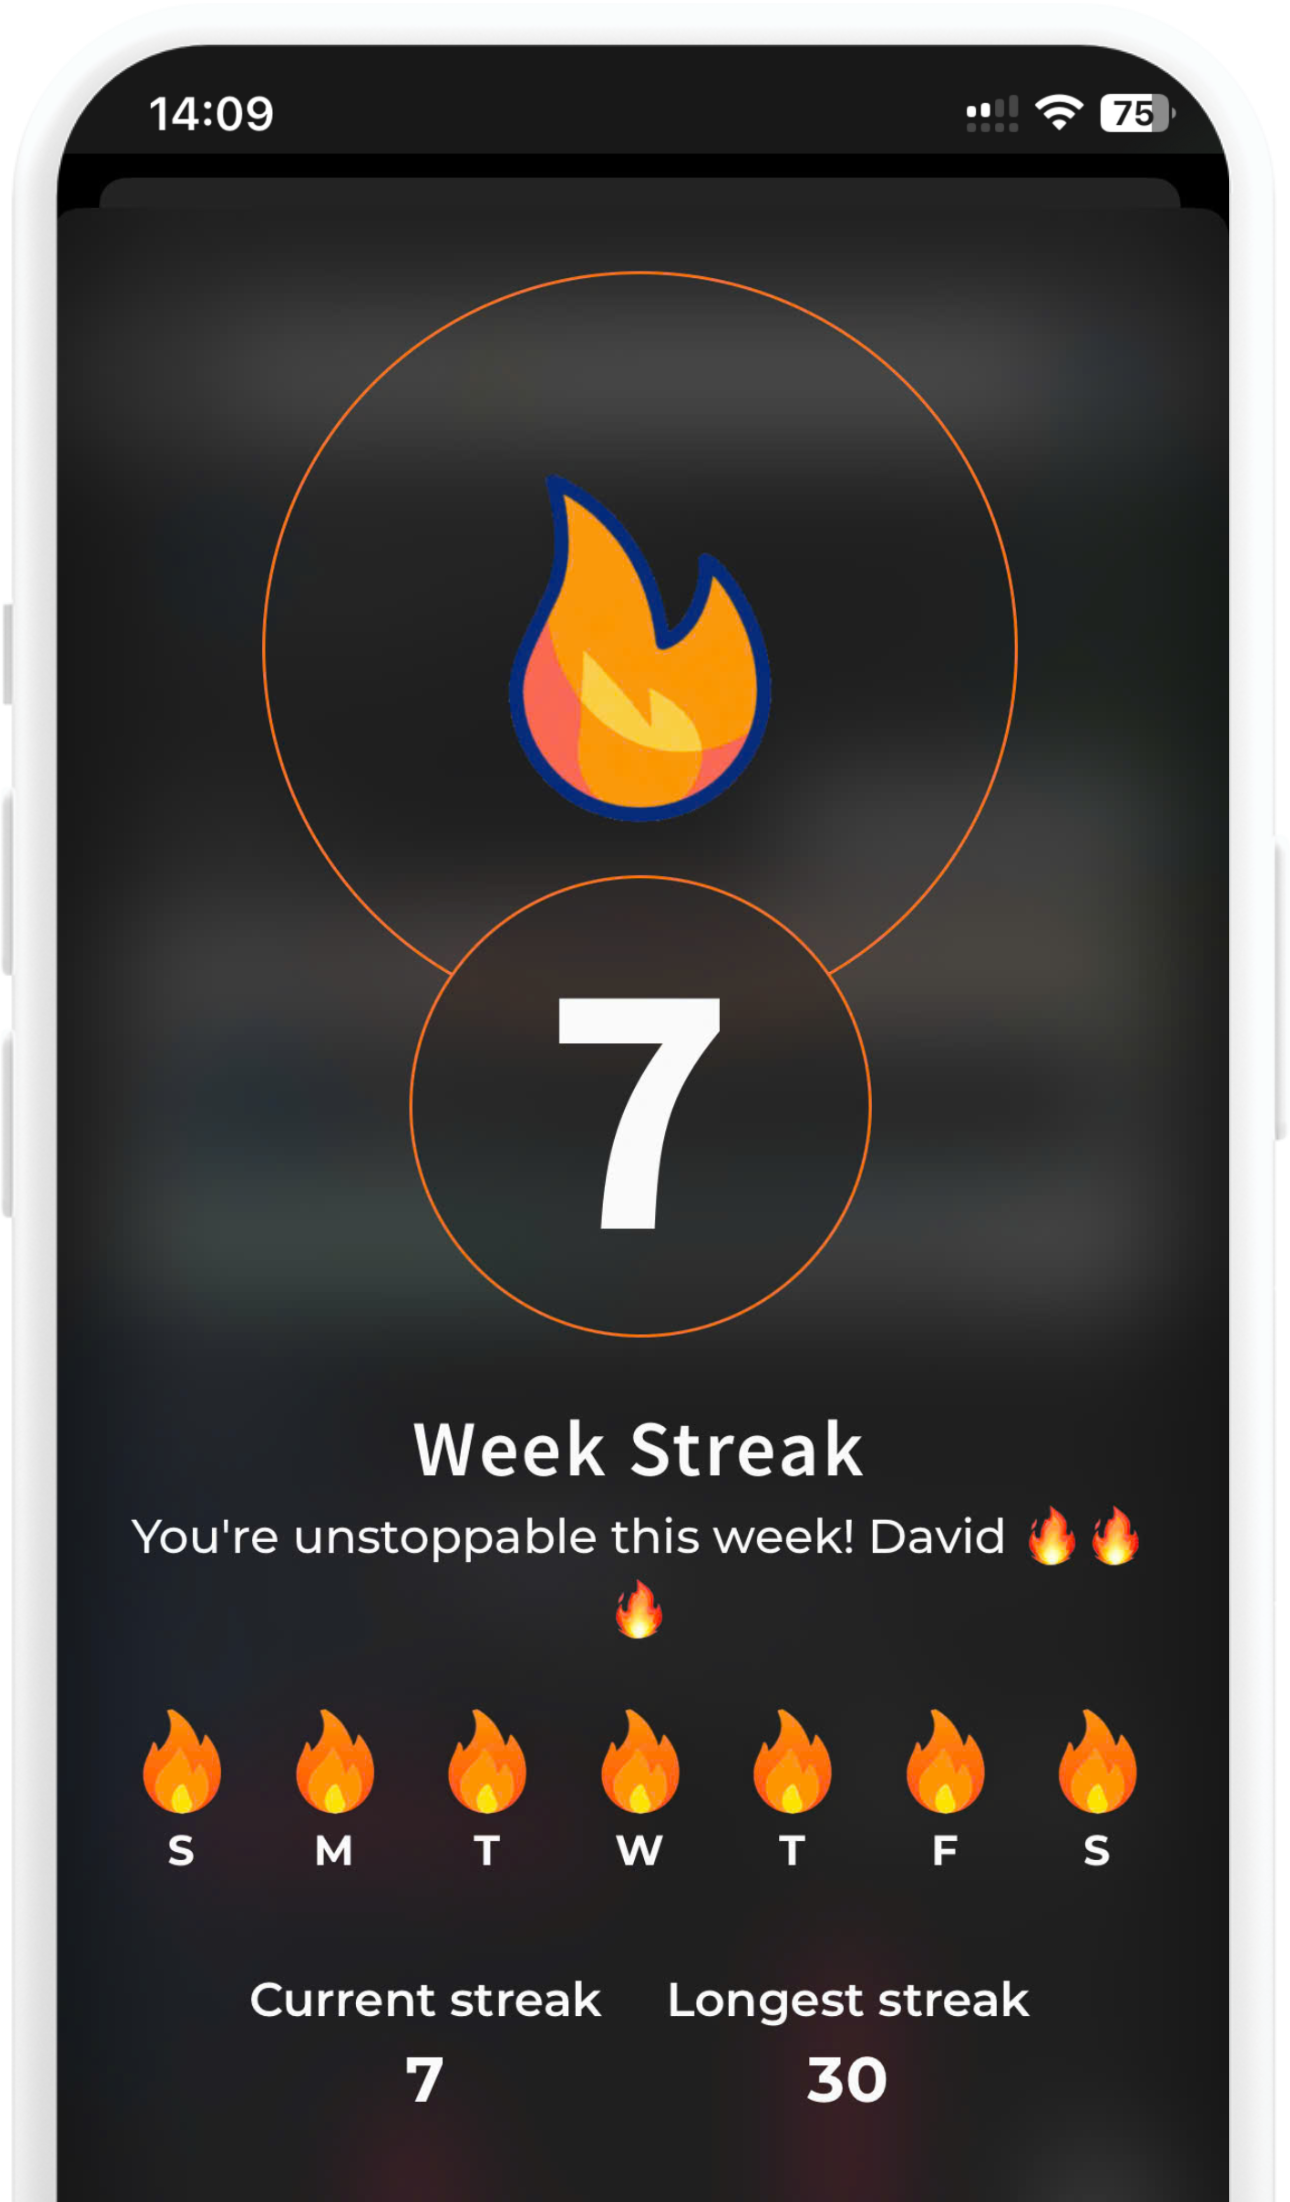 14:09
75
7
Week Streak
You're unstoppable this week! David 🔥 🔥
🔥
S M T W T F S
Current streak Longest streak
7 30